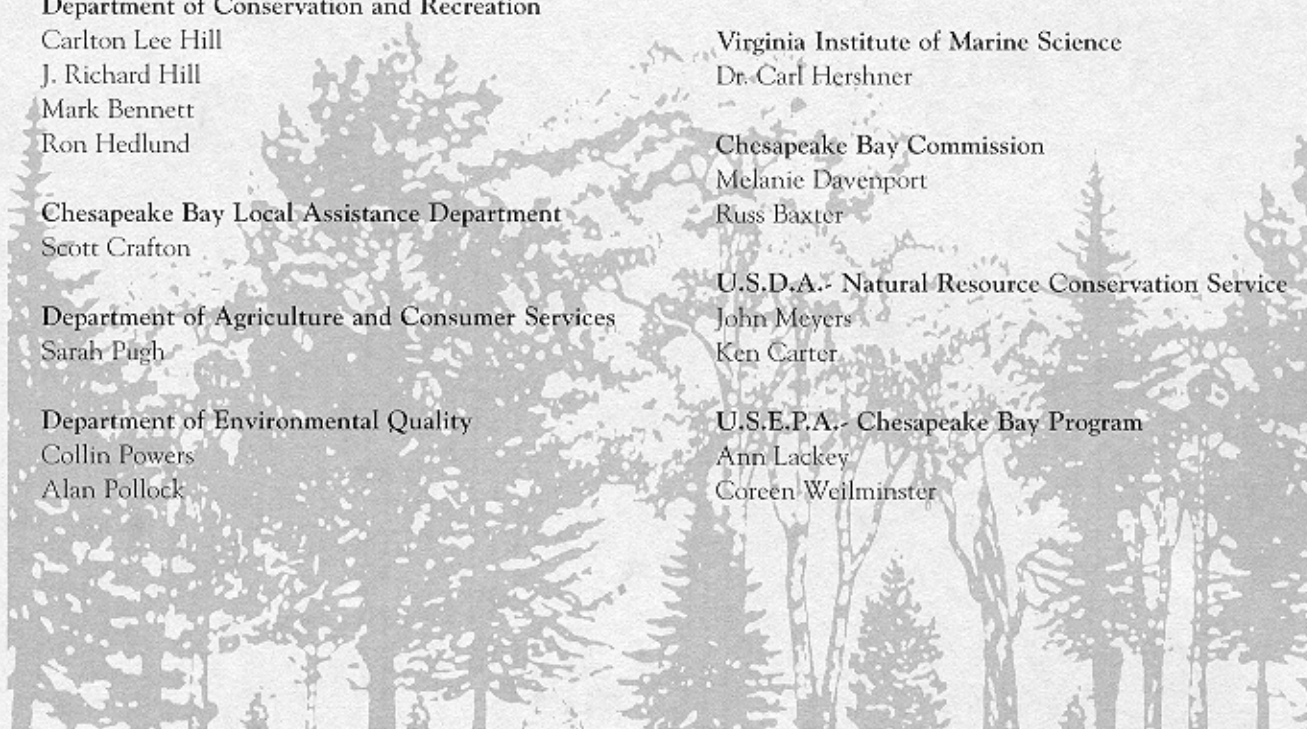 Department of Conservation and Recreation
Carlton Lee Hill
J. Richard Hill
Mark Bennett
Ron Hedlund
Chesapeake Bay Local Assistance Department
Scott Crafton
Department of Agriculture and Consumer Services
Sarah Pugh
Department of Environmental Quality
Collin Powers
Alan Pollock
Virginia Institute of Marine Science
Dr. Carl Hershner
Chesapeake Bay Commission
Melanie Davenport
Russ Baxter
U.S.D.A.- Natural Resource Conservation Service
John Meyers
Ken Carter
U.S.E.P.A.- Chesapeake Bay Program
Ann Lackey
Coreen Weilminster